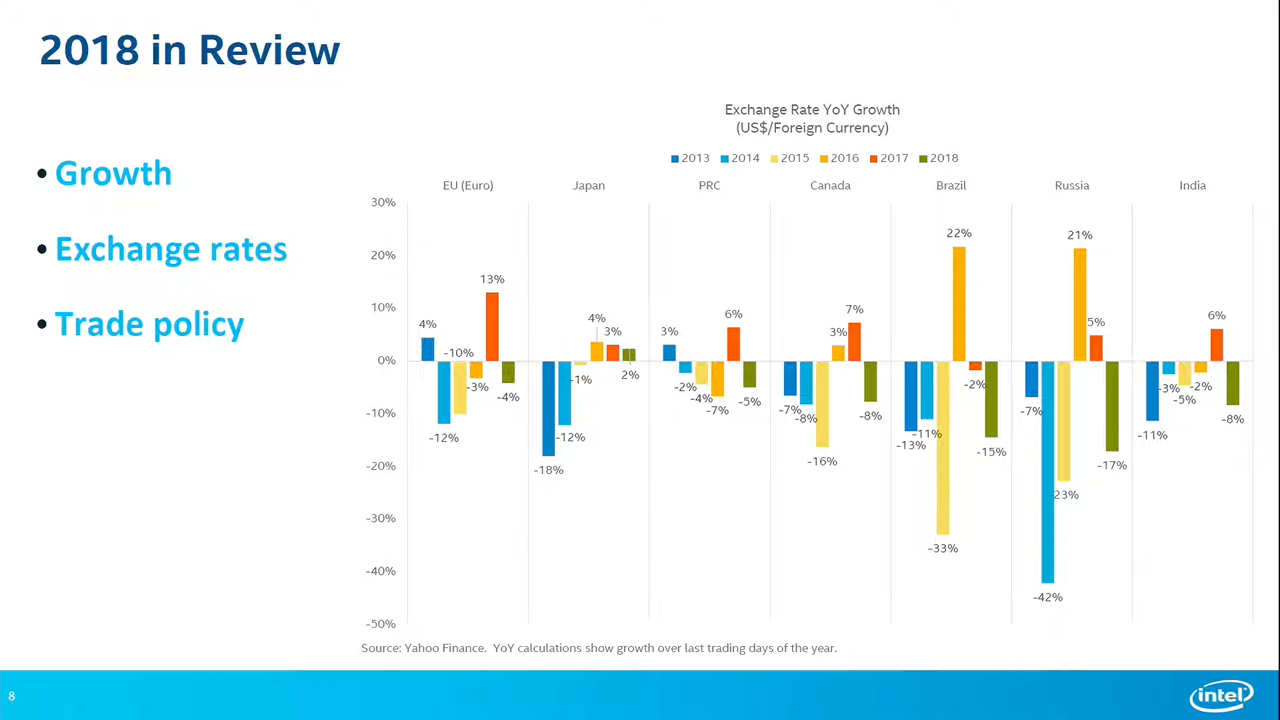 2018 in Review
• Growth
• Exchange rates
• Trade policy
Exchange Rate YoY Growth
(US$/Foreign Currency)
2013 2014 2015 2016 2017 2018
EU (Euro) Japan PRC Canada Brazil Russia India
30%
20%
10%
0%
-10%
-20%
-30%
-40%
-50%
4% -12% -10% -3% 13% -4%
-18% -12% -1% 4% 3% 2%
3% -2% -4% -7% 6% -5%
-7% -8% -16% 3% 7% -8%
-13% -11% -33% 22% -2% -15%
-7% -42% 23% 21% 5% -17%
-11% -3% -5% -2% 6% -8%
Source: Yahoo Finance. YoY calculations show growth over last trading days of the year.
8
intel